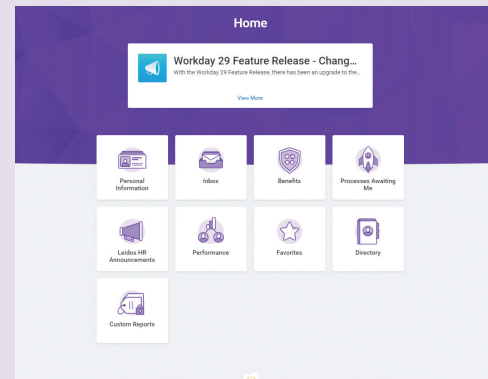 Home
Workday 29 Feature Release - Chang...
With the Workday 29 Feature Release, there has been an upgrade to the...
View More
Personal
Information
Inbox
Benefits
Processes Awaiting
Me
Leidos HR
Announcements
Performance
Favorites
Directory
Custom Reports